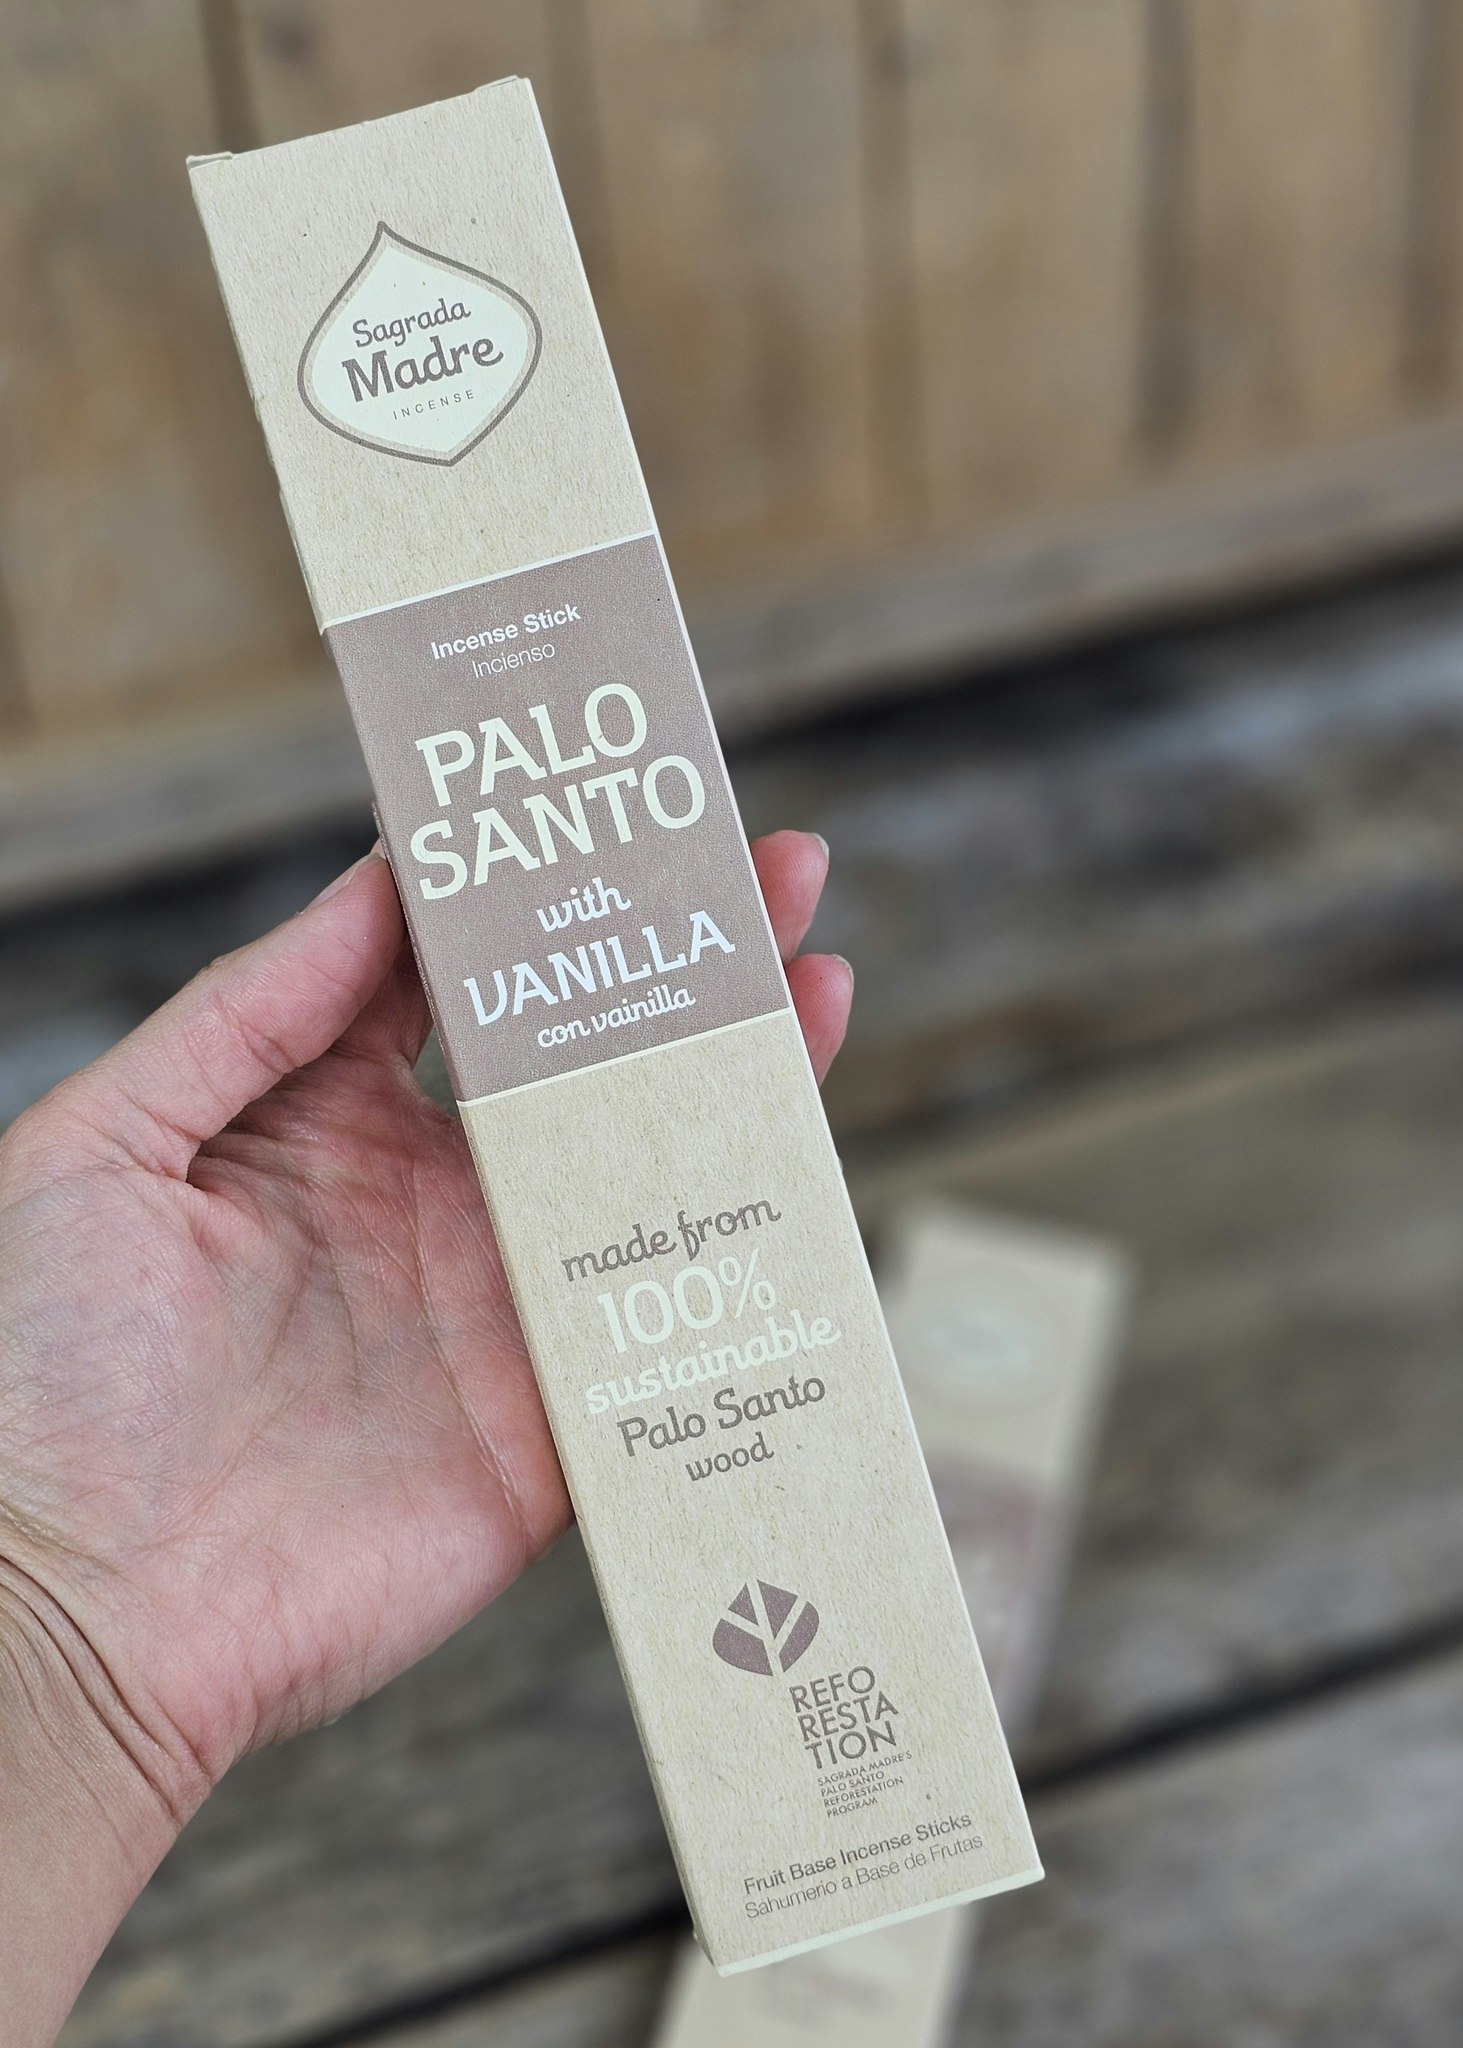 Sagrada
Madre
INCENSE
Incense Stick
Incienso
PALO
SANTO
with
VANILLA
con vainilla
made from
100%
sustainable
Palo Santo
wood
REFO
RESTA
TION
SAGRADA MADRE'S
PALO SANTO
REFORESTATION
PROGRAM
Fruit Base Incense Sticks
Sahumerio a Base de Frutas